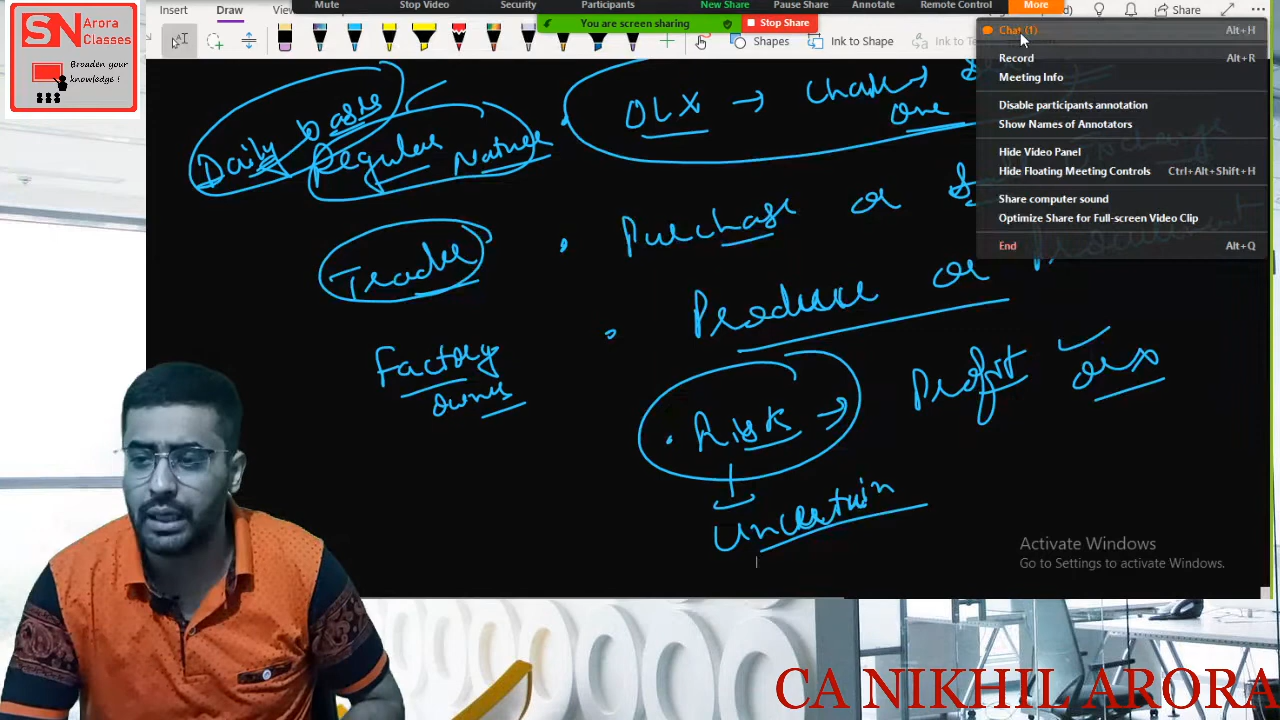 SN Arora
Classes
Broaden your
knowledge !
Mute Stop Video Security Participants New Share Pause Share Annotate Remote Control More
You are screen sharing Stop Share
Insert Draw View Share
Shapes Ink to Shape
Chat (1) Alt+H
Record Alt+R
Meeting Info
Disable participants annotation
Show Names of Annotators
Hide Video Panel
Hide Floating Meeting Controls Ctrl+Alt+Shift+H
Share computer sound
Optimize Share for Full-screen Video Clip
End Alt+Q
Daily basis
Regular Nature
OLX → Chair →
one
Trader
Purchase or
Factory
owner
Produce or
Risk → Profit or
Uncertain
Activate Windows
Go to Settings to activate Windows.
CA NIKHIL ARORA